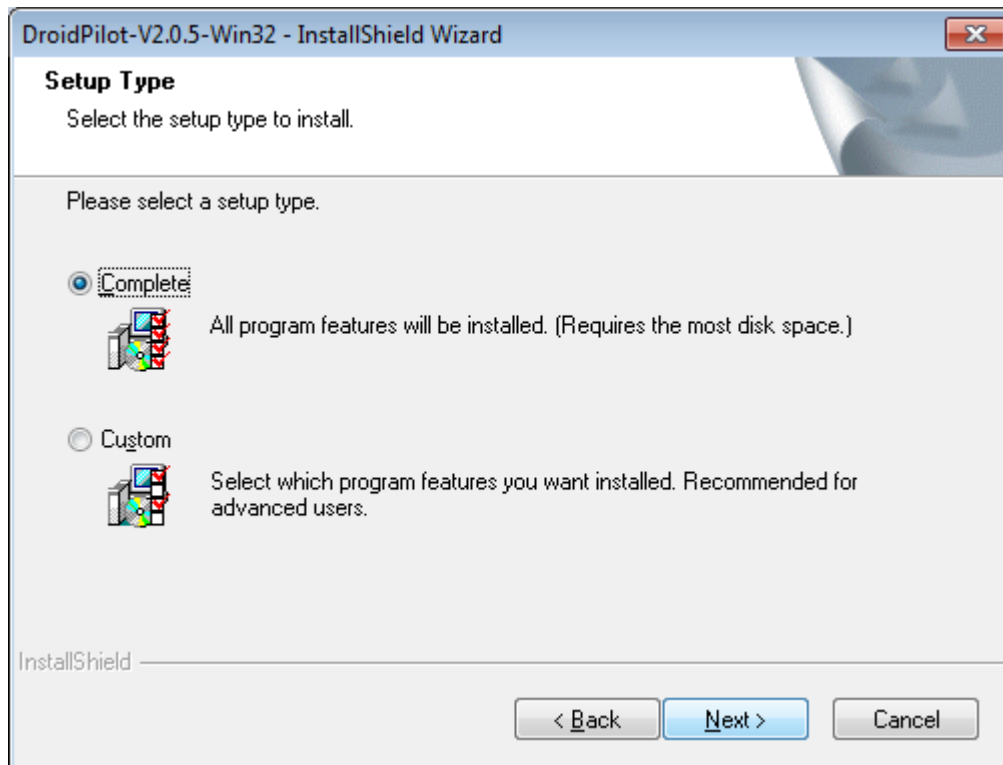 DroidPilot-V2.0.5-Win32 - InstallShield Wizard
Setup Type
Select the setup type to install.
Please select a setup type.
Complete
All program features will be installed. (Requires the most disk space.)
Custom
Select which program features you want installed. Recommended for
advanced users.
InstallShield
< Back
Next >
Cancel